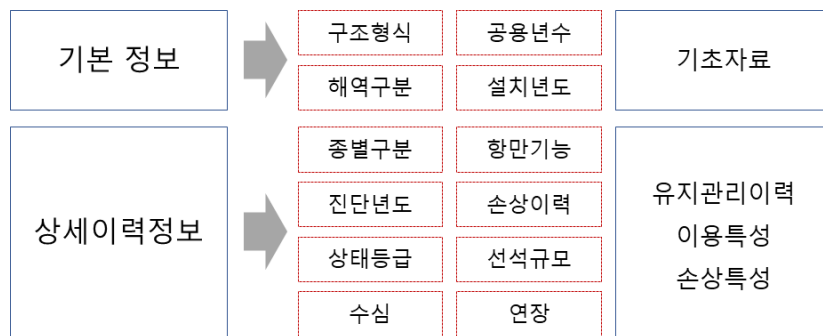 기본 정보
구조형식
공용년수
해역구분
설치년도
기초자료
상세이력정보
종별구분
항만기능
진단년도
손상이력
상태등급
선석규모
수심
연장
유지관리이력
이용특성
손상특성